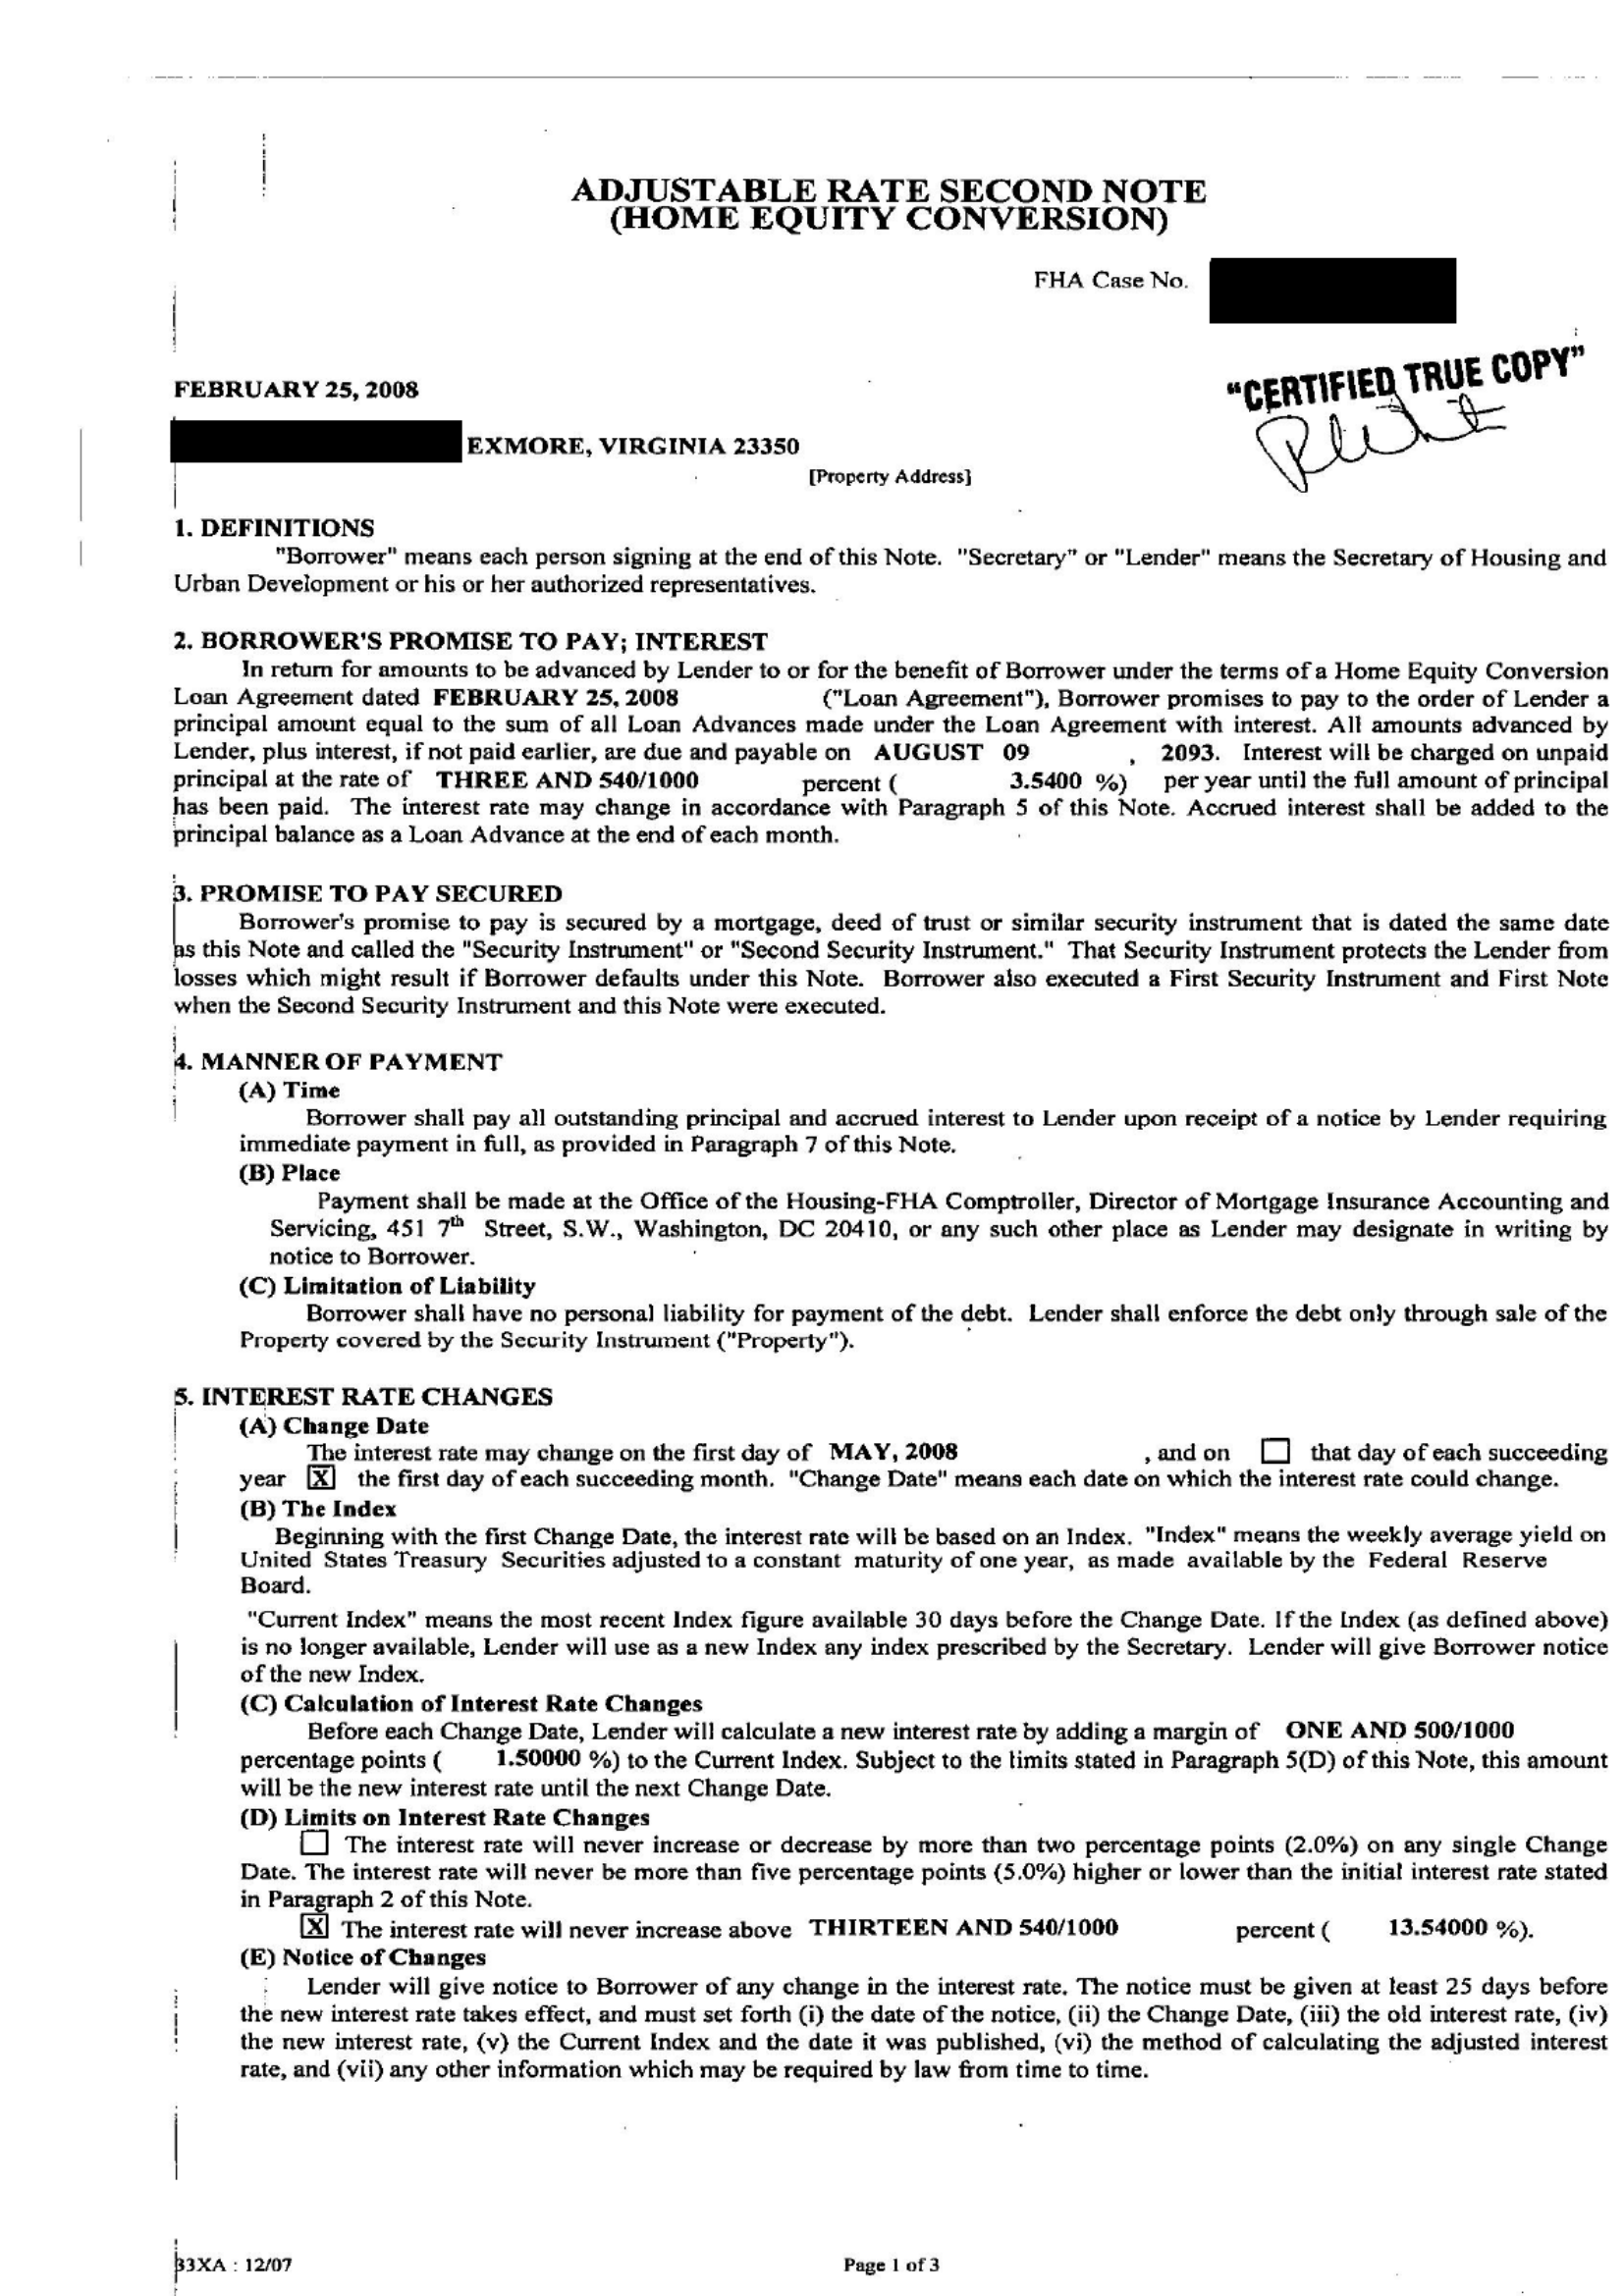 ADJUSTABLE RATE SECOND NOTE
(HOME EQUITY CONVERSION)
FHA Case No.
"CERTIFIED TRUE COPY"
FEBRUARY 25, 2008
EXMORE, VIRGINIA 23350
[Property Address]
1. DEFINITIONS
"Borrower" means each person signing at the end of this Note. "Secretary" or "Lender" means the Secretary of Housing and
Urban Development or his or her authorized representatives.
2. BORROWER'S PROMISE TO PAY; INTEREST
In return for amounts to be advanced by Lender to or for the benefit of Borrower under the terms of a Home Equity Conversion
Loan Agreement dated FEBRUARY 25, 2008 ("Loan Agreement"), Borrower promises to pay to the order of Lender a
principal amount equal to the sum of all Loan Advances made under the Loan Agreement with interest. All amounts advanced by
Lender, plus interest, if not paid earlier, are due and payable on AUGUST 09 , 2093. Interest will be charged on unpaid
principal at the rate of THREE AND 540/1000 percent ( 3.5400 %) per year until the full amount of principal
has been paid. The interest rate may change in accordance with Paragraph 5 of this Note. Accrued interest shall be added to the
principal balance as a Loan Advance at the end of each month.
3. PROMISE TO PAY SECURED
Borrower's promise to pay is secured by a mortgage, deed of trust or similar security instrument that is dated the same date
as this Note and called the "Security Instrument" or "Second Security Instrument." That Security Instrument protects the Lender from
losses which might result if Borrower defaults under this Note. Borrower also executed a First Security Instrument and First Note
when the Second Security Instrument and this Note were executed.
4. MANNER OF PAYMENT
(A) Time
Borrower shall pay all outstanding principal and accrued interest to Lender upon receipt of a notice by Lender requiring
immediate payment in full, as provided in Paragraph 7 of this Note.
(B) Place
Payment shall be made at the Office of the Housing-FHA Comptroller, Director of Mortgage Insurance Accounting and
Servicing, 451 7th Street, S.W., Washington, DC 20410, or any such other place as Lender may designate in writing by
notice to Borrower.
(C) Limitation of Liability
Borrower shall have no personal liability for payment of the debt. Lender shall enforce the debt only through sale of the
Property covered by the Security Instrument ("Property").
5. INTEREST RATE CHANGES
(A) Change Date
The interest rate may change on the first day of MAY, 2008 , and on ☐ that day of each succeeding
year [X] the first day of each succeeding month. "Change Date" means each date on which the interest rate could change.
(B) The Index
Beginning with the first Change Date, the interest rate will be based on an Index. "Index" means the weekly average yield on
United States Treasury Securities adjusted to a constant maturity of one year, as made available by the Federal Reserve
Board.
"Current Index" means the most recent Index figure available 30 days before the Change Date. If the Index (as defined above)
is no longer available, Lender will use as a new Index any index prescribed by the Secretary. Lender will give Borrower notice
of the new Index.
(C) Calculation of Interest Rate Changes
Before each Change Date, Lender will calculate a new interest rate by adding a margin of ONE AND 500/1000
percentage points ( 1.50000 %) to the Current Index. Subject to the limits stated in Paragraph 5(D) of this Note, this amount
will be the new interest rate until the next Change Date.
(D) Limits on Interest Rate Changes
☐ The interest rate will never increase or decrease by more than two percentage points (2.0%) on any single Change
Date. The interest rate will never be more than five percentage points (5.0%) higher or lower than the initial interest rate stated
in Paragraph 2 of this Note.
[X] The interest rate will never increase above THIRTEEN AND 540/1000 percent ( 13.54000 %).
(E) Notice of Changes
Lender will give notice to Borrower of any change in the interest rate. The notice must be given at least 25 days before
the new interest rate takes effect, and must set forth (i) the date of the notice, (ii) the Change Date, (iii) the old interest rate, (iv)
the new interest rate, (v) the Current Index and the date it was published, (vi) the method of calculating the adjusted interest
rate, and (vii) any other information which may be required by law from time to time.
33XA : 12/07 Page 1 of 3